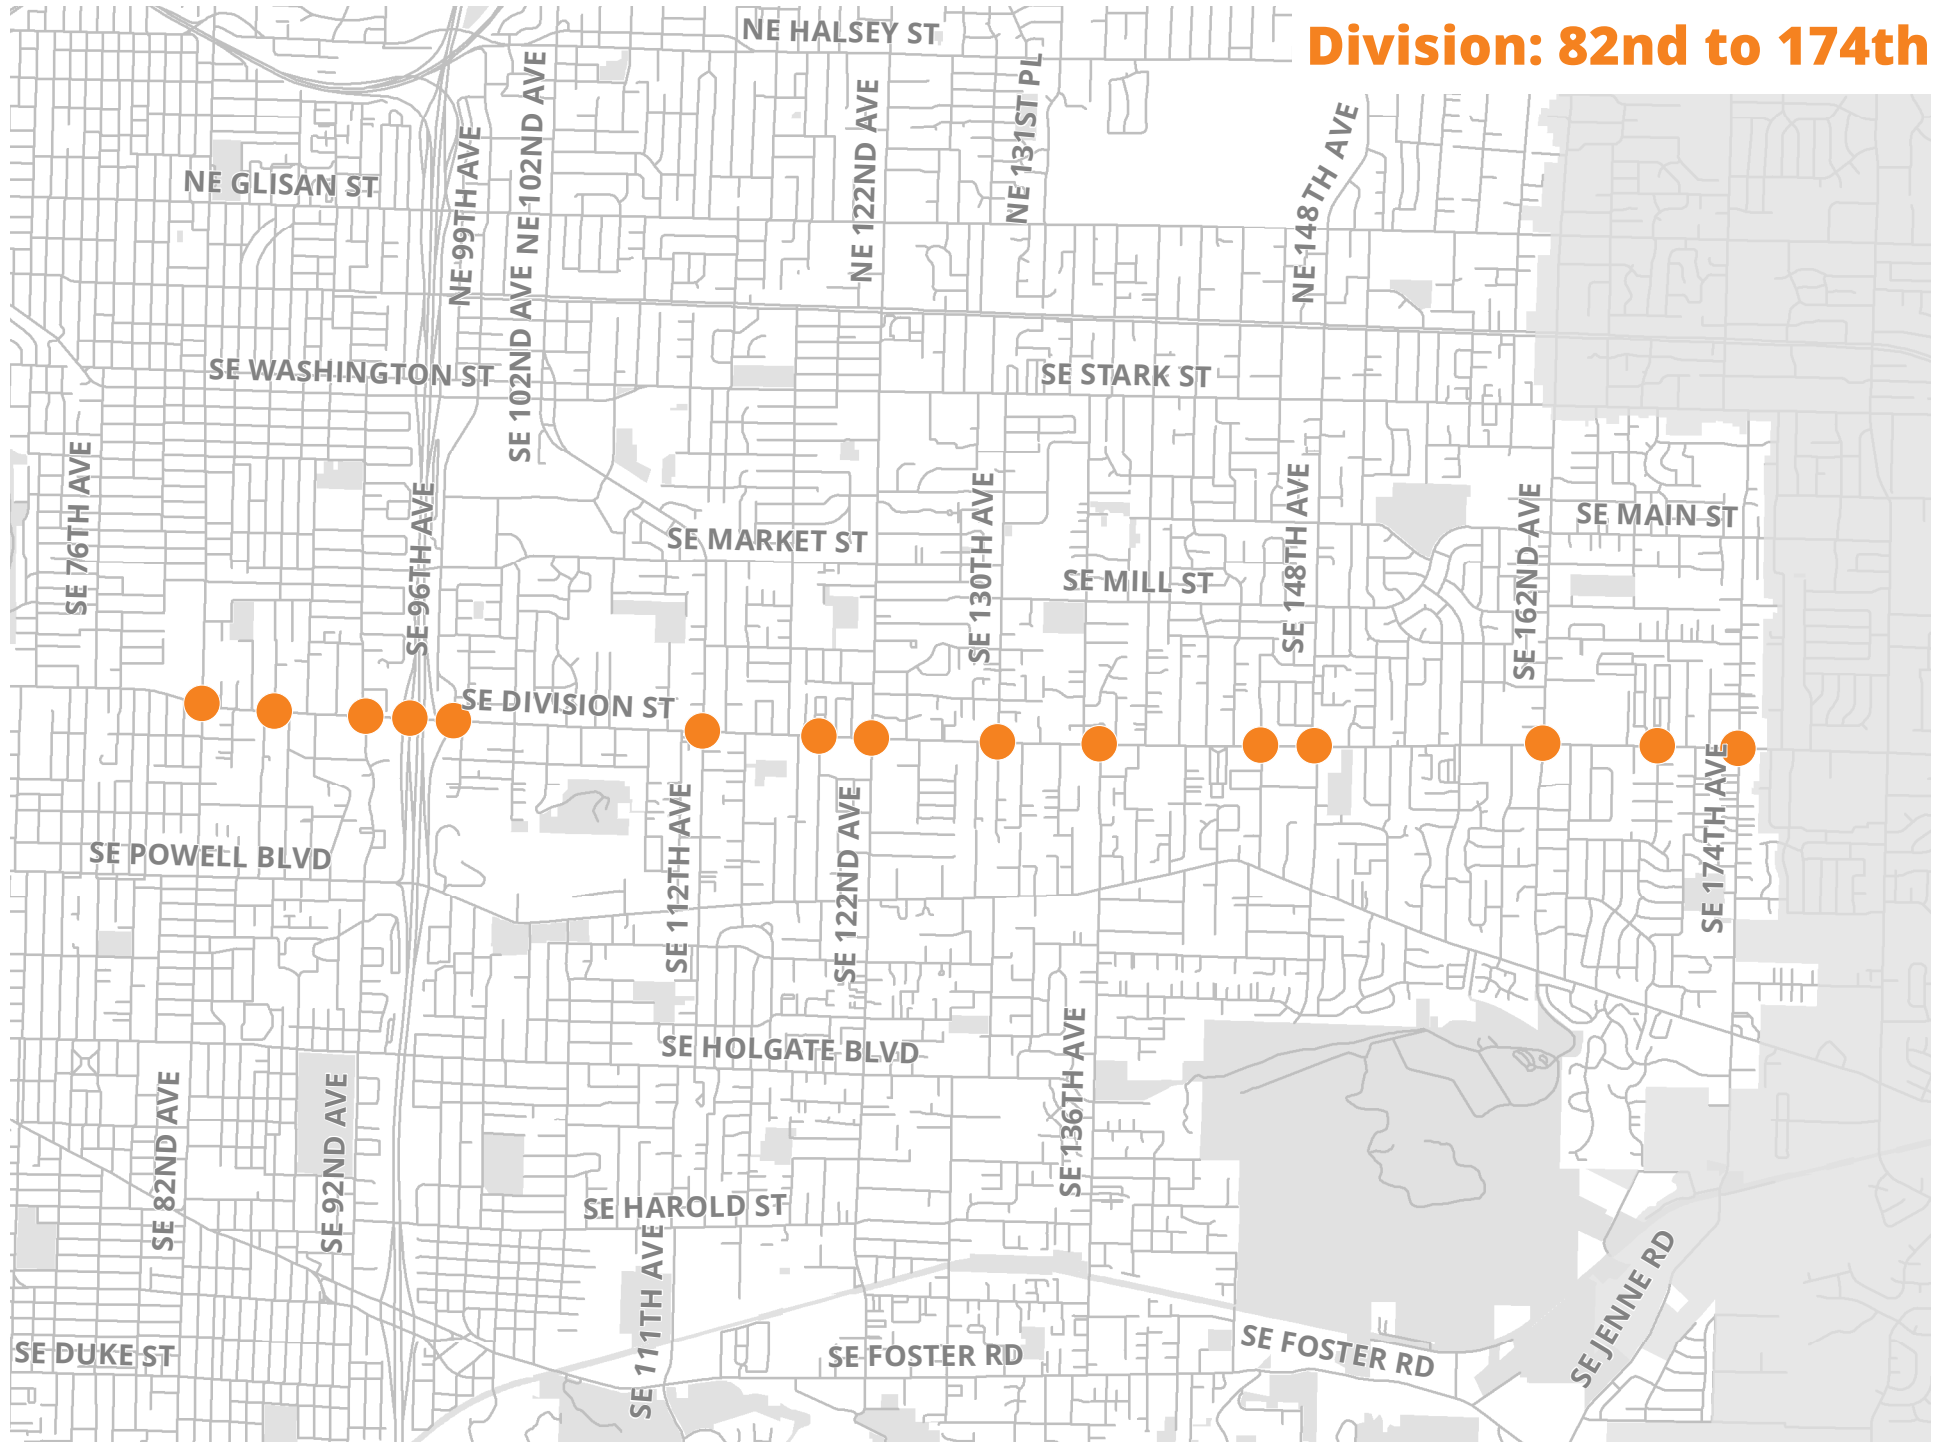 NE HALSEY ST
Division: 82nd to 174th
NE 102ND AVE
NE 122ND AVE
NE 131ST PL
NE 148TH AVE
NE 99TH AVE
NE GLISAN ST
SE 102ND AVE
SE WASHINGTON ST
SE STARK ST
SE 76TH AVE
SE 96TH AVE
SE MARKET ST
SE 130TH AVE
SE MILL ST
SE 148TH AVE
SE 162ND AVE
SE MAIN ST
SE DIVISION ST
SE 174TH AVE
SE POWELL BLVD
SE 112TH AVE
SE 122ND AVE
SE HOLGATE BLVD
SE 136TH AVE
SE 82ND AVE
SE 92ND AVE
SE HAROLD ST
SE 111TH AVE
SE JENNE RD
SE DUKE ST
SE FOSTER RD
SE FOSTER RD